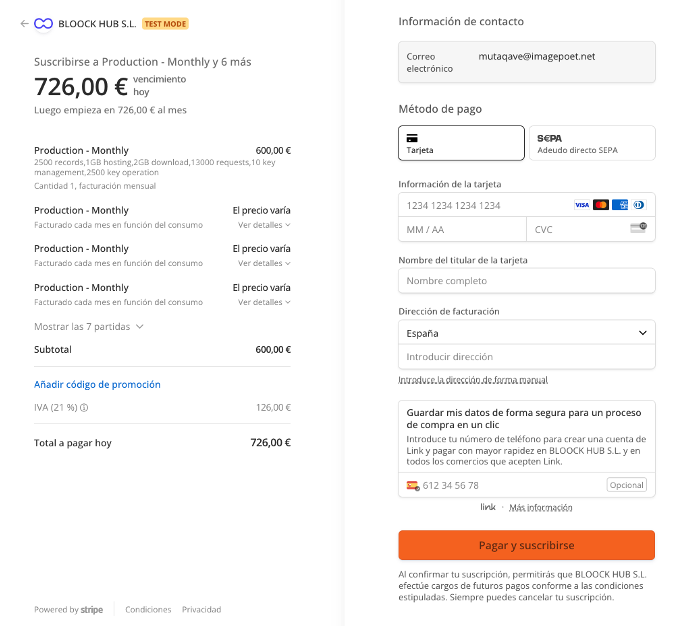 BLOOCK HUB S.L. TEST MODE
Suscribirse a Production - Monthly y 6 más
726,00 € vencimiento
hoy
Luego empieza en 726,00 € al mes
Production - Monthly 600,00 €
2500 records,1GB hosting,2GB download,13000 requests,10 key
management,2500 key operation
Cantidad 1, facturación mensual
Production - Monthly El precio varía
Facturado cada mes en función del consumo Ver detalles
Production - Monthly El precio varía
Facturado cada mes en función del consumo Ver detalles
Production - Monthly El precio varía
Facturado cada mes en función del consumo Ver detalles
Mostrar las 7 partidas
Subtotal 600,00 €
Añadir código de promoción
IVA (21 %) 126,00 €
Total a pagar hoy 726,00 €
Powered by stripe Condiciones Privacidad
Información de contacto
Correo mutaqave@imagepoet.net
electrónico
Método de pago
Tarjeta
SEPA
Adeudo directo SEPA
Información de la tarjeta
1234 1234 1234 1234 VISA
MM / AA CVC
Nombre del titular de la tarjeta
Nombre completo
Dirección de facturación
España
Introducir dirección
Introduce la dirección de forma manual
Guardar mis datos de forma segura para un proceso
de compra en un clic
Introduce tu número de teléfono para crear una cuenta de
Link y pagar con mayor rapidez en BLOOCK HUB S.L. y en
todos los comercios que acepten Link.
612 34 56 78 Opcional
link · Más información
Pagar y suscribirse
Al confirmar tu suscripción, permitirás que BLOOCK HUB S.L.
efectúe cargos de futuros pagos conforme a las condiciones
estipuladas. Siempre puedes cancelar tu suscripción.